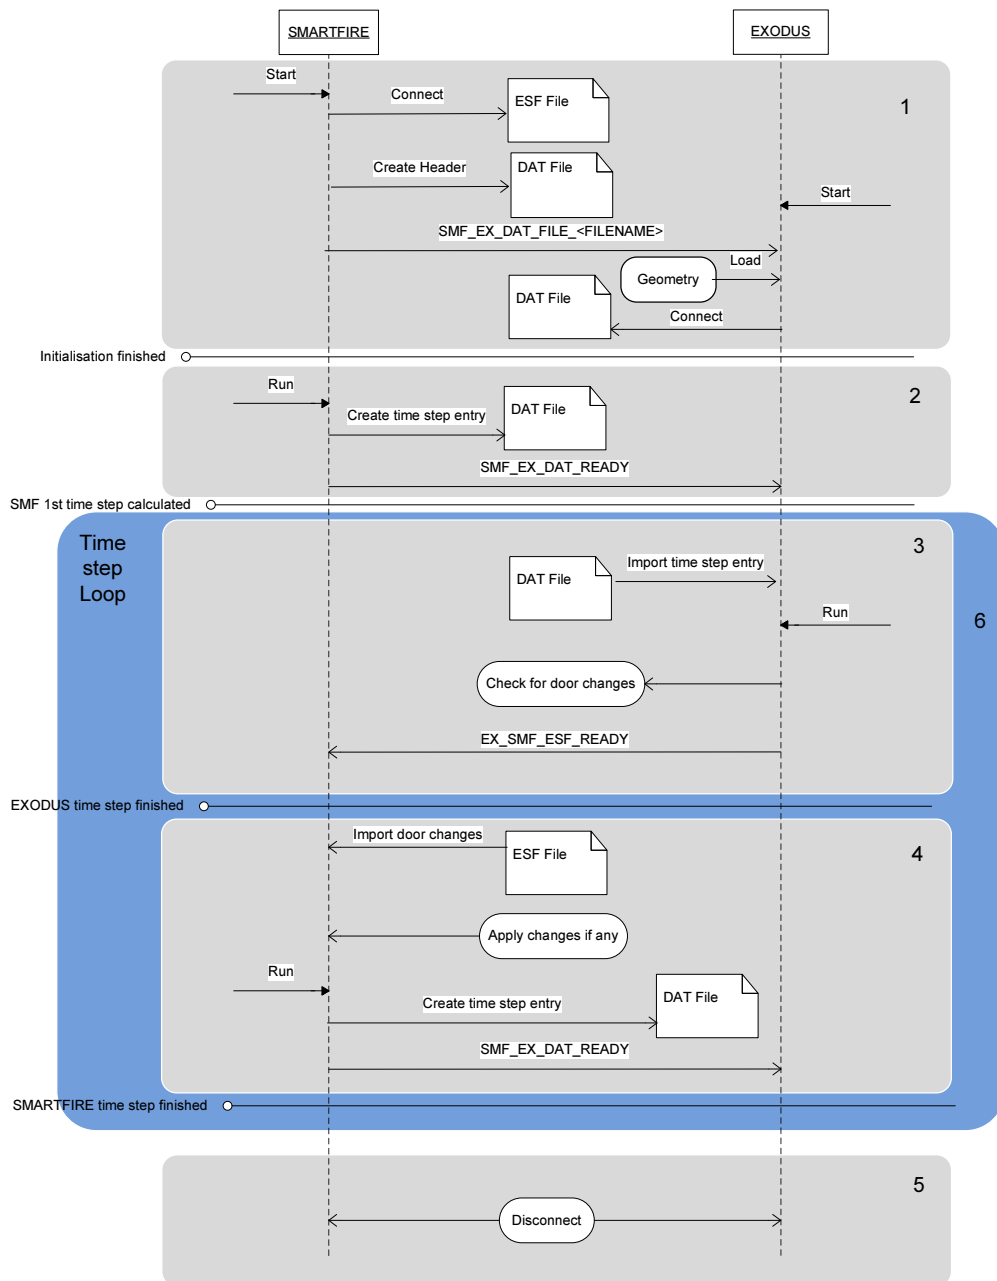 SMARTFIRE
EXODUS
1
Start
Connect
ESF File
Create Header
DAT File
Start
SMF_EX_DAT_FILE_<FILENAME>
Load
Geometry
DAT File
Connect
Initialisation finished
2
Run
Create time step entry
DAT File
SMF_EX_DAT_READY
SMF 1st time step calculated
Time
step
Loop
3
Import time step entry
DAT File
Run
6
Check for door changes
EX_SMF_ESF_READY
EXODUS time step finished
Import door changes
ESF File
4
Apply changes if any
Run
DAT File
Create time step entry
SMF_EX_DAT_READY
SMARTFIRE time step finished
5
Disconnect